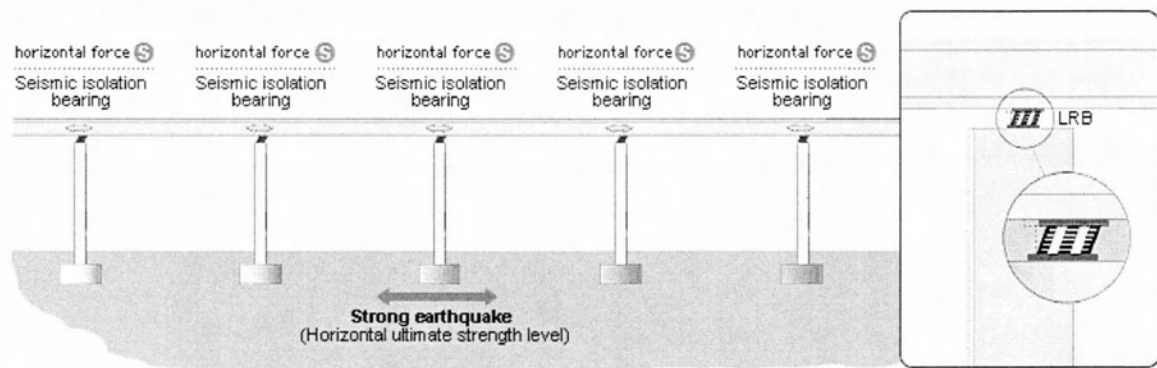 horizontal force S
Seismic isolation
bearing
horizontal force S
Seismic isolation
bearing
horizontal force S
Seismic isolation
bearing
horizontal force S
Seismic isolation
bearing
horizontal force S
Seismic isolation
bearing
LRB
Strong earthquake
(Horizontal ultimate strength level)